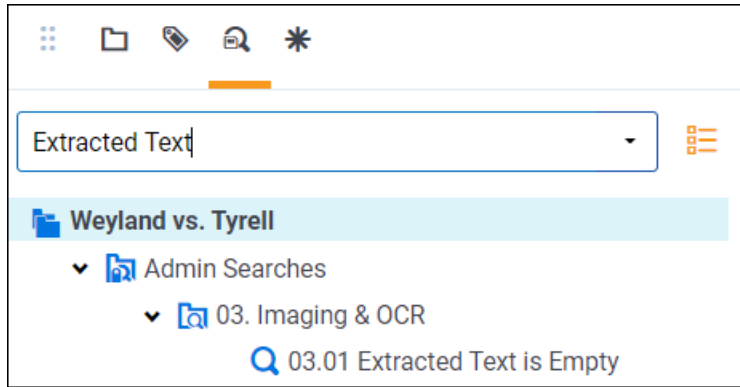 Extracted Text
Weyland vs. Tyrell
Admin Searches
03. Imaging & OCR
03.01 Extracted Text is Empty